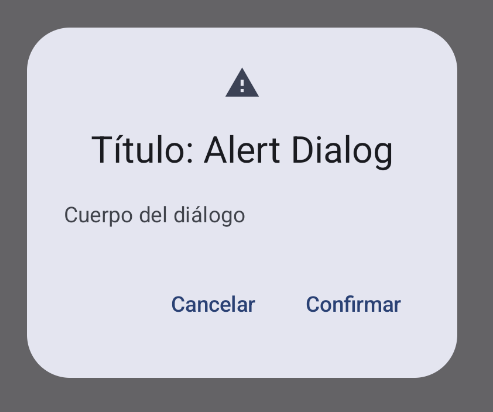 Título: Alert Dialog
Cuerpo del diálogo
Cancelar Confirmar